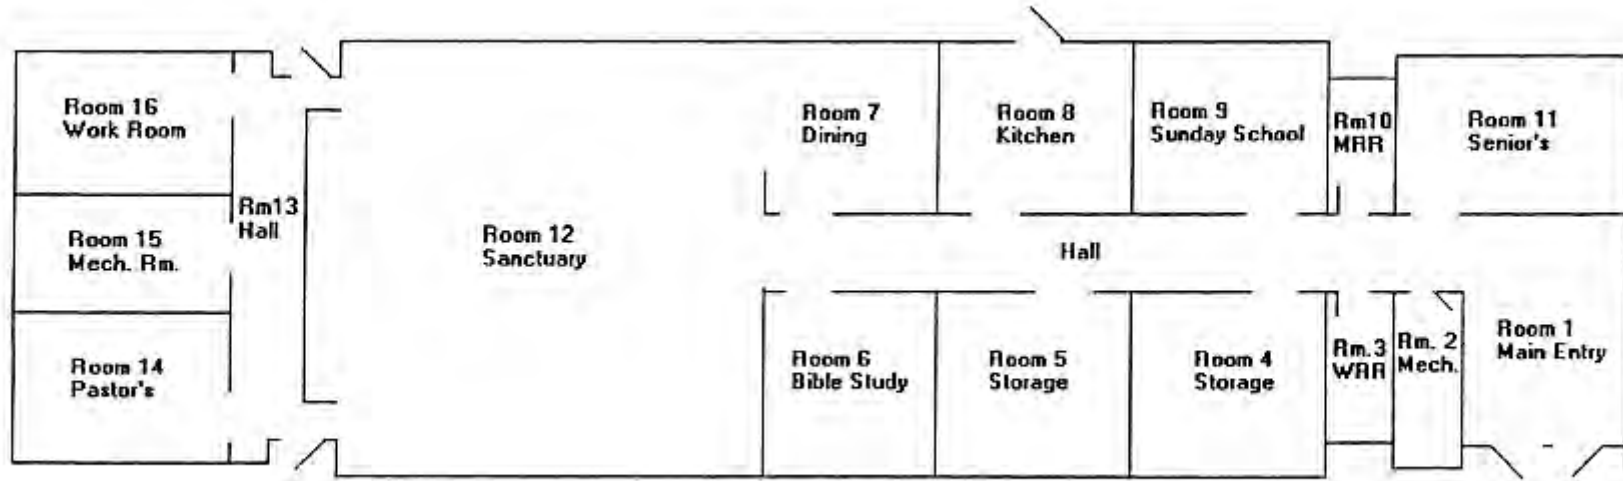 Room 16
Work Room
Room 7
Dining
Room 8
Kitchen
Room 9
Sunday School
Rm10
MRR
Room 11
Senior's
Rm13
Hall
Room 15
Mech. Rm.
Room 12
Sanctuary
Hall
Room 14
Pastor's
Room 6
Bible Study
Room 5
Storage
Room 4
Storage
Rm.3
WRR
Rm. 2
Mech.
Room 1
Main Entry